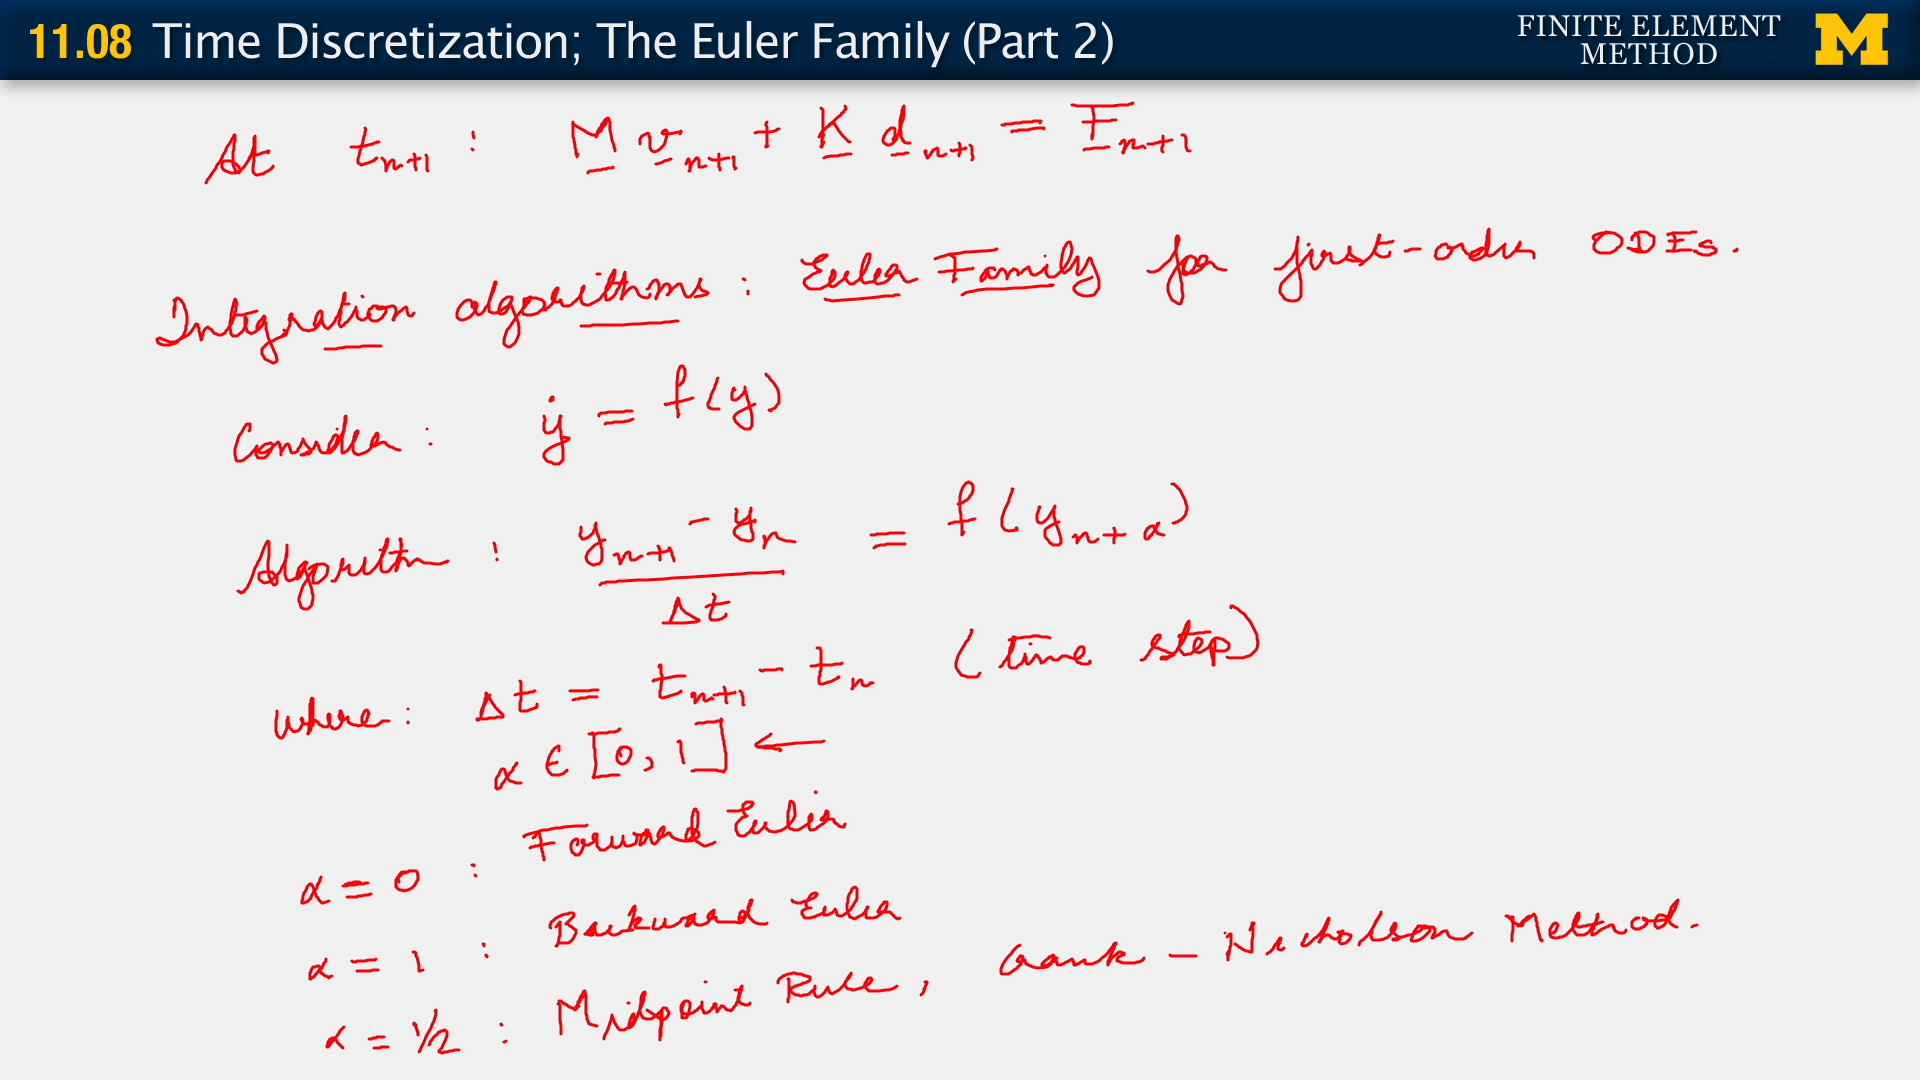 11.08 Time Discretization; The Euler Family (Part 2)
FINITE ELEMENT
METHOD
M
At t_{n+1} : M v_{n+1} + K d_{n+1} = F_{n+1}
Integration algorithms : Euler Family for first-order ODEs.
Consider : ẏ = f(y)
Algorithm : (y_{n+1} - y_n) / Δt = f(y_{n+α})
where : Δt = t_{n+1} - t_n (time step)
α ∈ [0, 1] ←
α = 0 : Forward Euler
α = 1 : Backward Euler
α = 1/2 : Midpoint Rule, Crank - Nicholson Method.